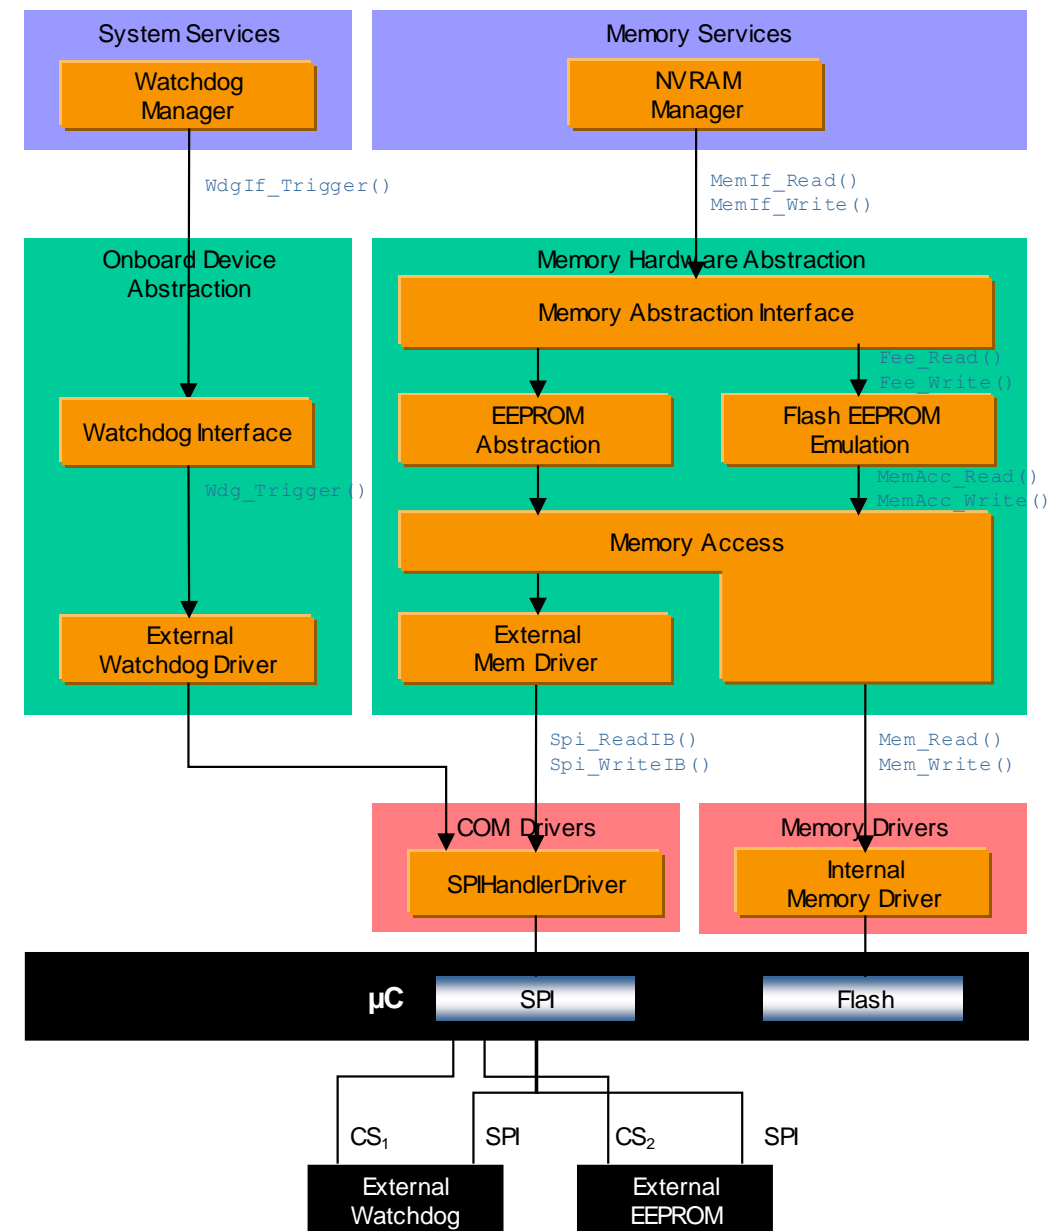 System Services
Memory Services
Watchdog
Manager
NVRAM
Manager
WdgIf_Trigger()
MemIf_Read()
MemIf_Write()
Onboard Device
Abstraction
Memory Hardware Abstraction
Memory Abstraction Interface
Fee_Read()
Fee_Write()
Watchdog Interface
EEPROM
Abstraction
Flash EEPROM
Emulation
Wdg_Trigger()
MemAcc_Read()
MemAcc_Write()
Memory Access
External
Watchdog Driver
External
Mem Driver
Spi_ReadIB()
Spi_WriteIB()
Mem_Read()
Mem_Write()
COM Drivers
Memory Drivers
SPIHandlerDriver
Internal
Memory Driver
µC
SPI
Flash
CS₁
SPI
CS₂
SPI
External
Watchdog
External
EEPROM